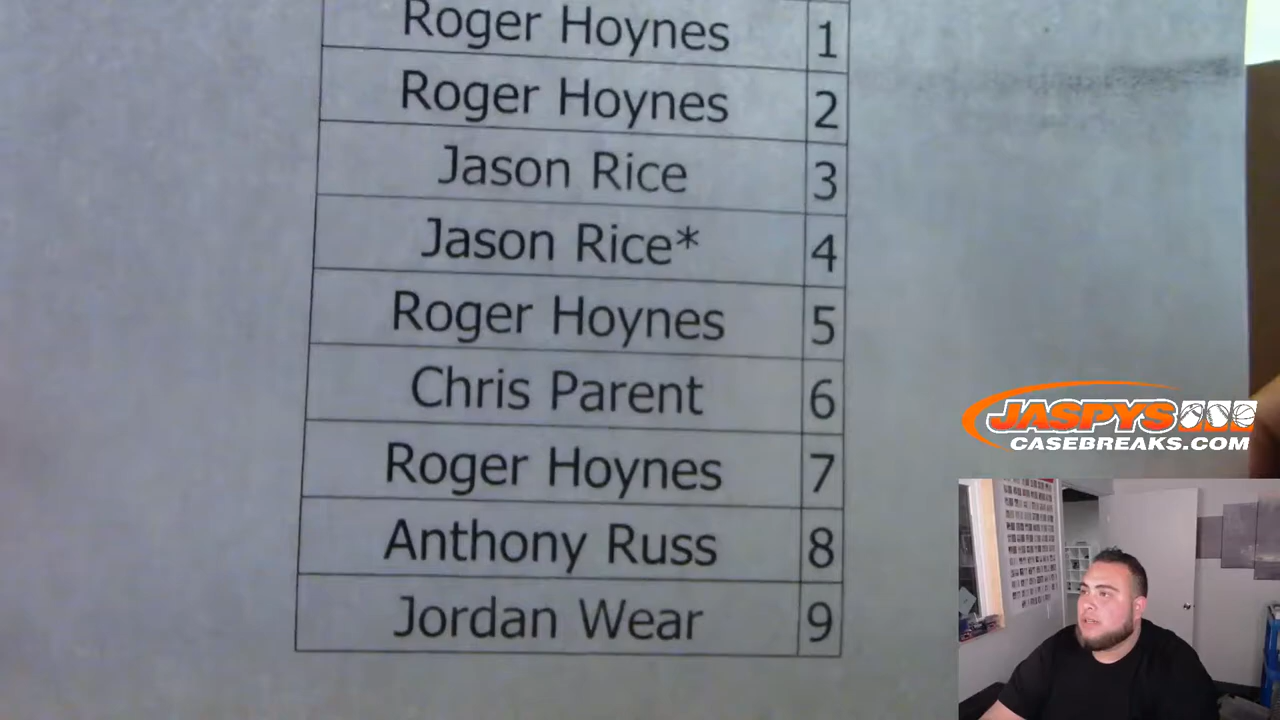 Roger Hoynes 1
Roger Hoynes 2
Jason Rice 3
Jason Rice* 4
Roger Hoynes 5
Chris Parent 6
Roger Hoynes 7
Anthony Russ 8
Jordan Wear 9
JASPYS
CASEBREAKS.COM